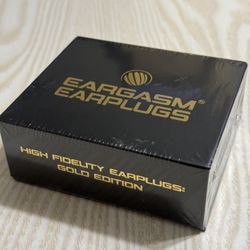 EARGASM®
EARPLUGS
HIGH FIDELITY EARPLUGS:
GOLD EDITION